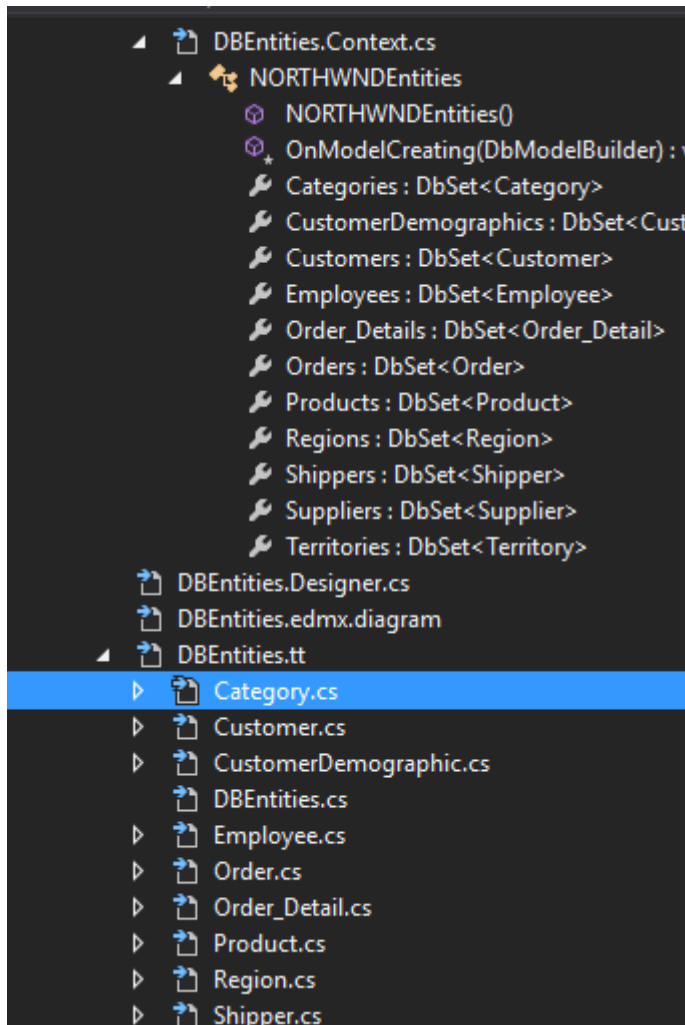 DBEntities.Context.cs
NORTHWNDEntities
NORTHWNDEntities()
OnModelCreating(DbModelBuilder) :
Categories : DbSet<Category>
CustomerDemographics : DbSet<Cust
Customers : DbSet<Customer>
Employees : DbSet<Employee>
Order_Details : DbSet<Order_Detail>
Orders : DbSet<Order>
Products : DbSet<Product>
Regions : DbSet<Region>
Shippers : DbSet<Shipper>
Suppliers : DbSet<Supplier>
Territories : DbSet<Territory>
DBEntities.Designer.cs
DBEntities.edmx.diagram
DBEntities.tt
Category.cs
Customer.cs
CustomerDemographic.cs
DBEntities.cs
Employee.cs
Order.cs
Order_Detail.cs
Product.cs
Region.cs
Shipper.cs